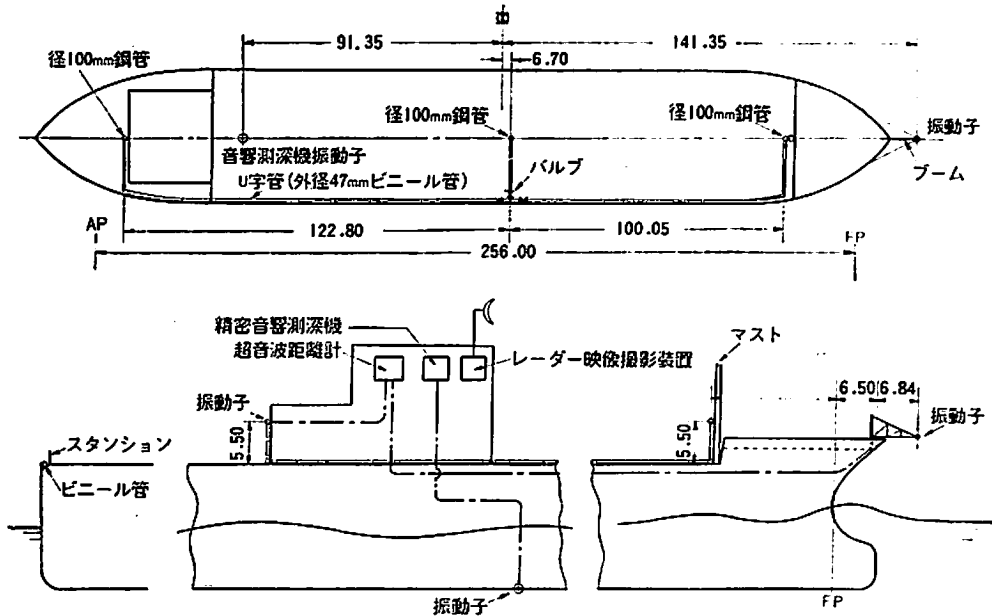 91.35
141.35
6.70
径100mm鋼管
径100mm鋼管
径100mm鋼管
振動子
音響測深機振動子
U字管(外径47mmビニール管)
バルブ
ブーム
AP
122.80
100.05
FP
256.00
精密音響測深機
超音波距離計
レーダー映像撮影装置
マスト
6.50
6.84
振動子
振動子
5.50
5.50
スタンション
ビニール管
振動子
FP